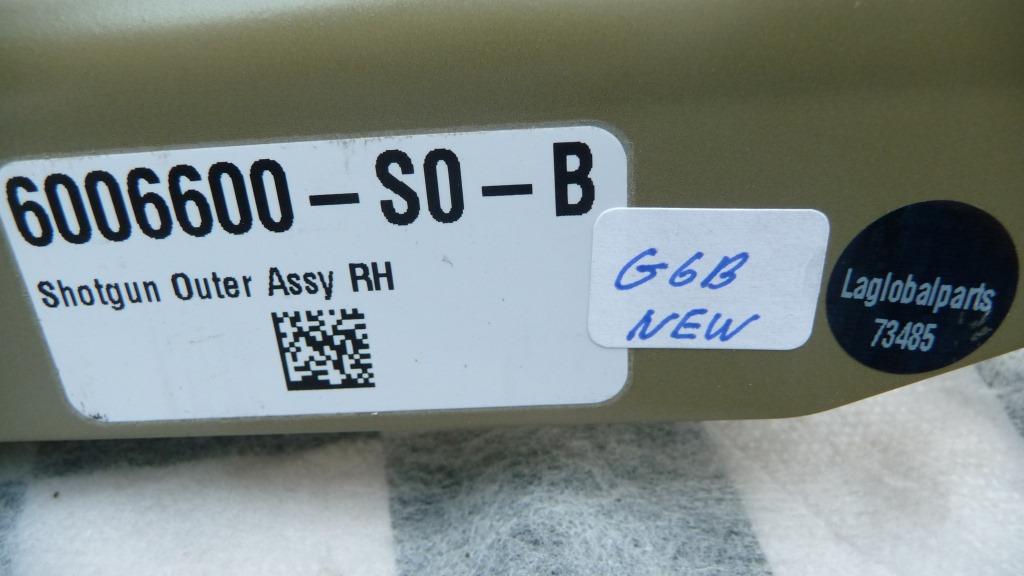 6006600-S0-B
Shotgun Outer Assy RH
G6B
NEW
Laglobalparts
73485